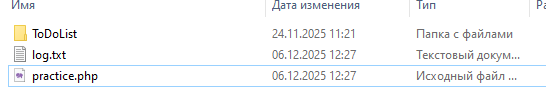 Имя Дата изменения Тип
ToDoList 24.11.2025 11:21 Папка с файлами
log.txt 06.12.2025 12:27 Текстовый докум...
practice.php 06.12.2025 12:27 Исходный файл ...